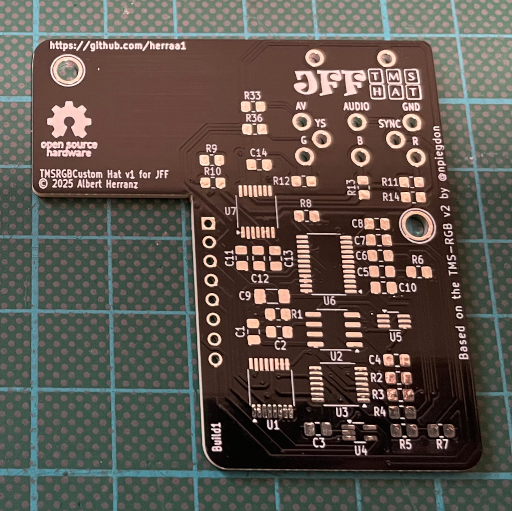 https://github.com/herraa1
JFF TMS HAT
open source
hardware
TMSRGBCustom Hat v1 for JFF
© 2025 Albert Herranz
AV
AUDIO
GND
YS
SYNC
G
B
R
R33
R36
R9
C14
R10
R12
R13
R11
R14
U7
R8
C8
C7
C6
C5
C10
R6
C11
C13
C12
C9
U6
R1
C1
C2
U5
U2
C4
R2
R3
R4
U1
U3
C3
U4
R5
R7
Build1
Based on the TMS-RGB v2 by @nplegdon